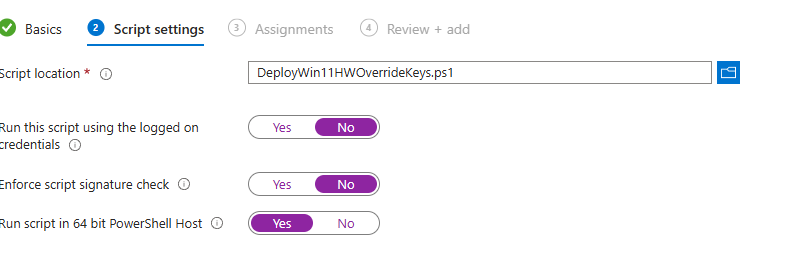 Basics 2 Script settings 3 Assignments 4 Review + add
Script location * DeployWin11HWOverrideKeys.ps1
Run this script using the logged on Yes No
credentials
Enforce script signature check Yes No
Run script in 64 bit PowerShell Host Yes No